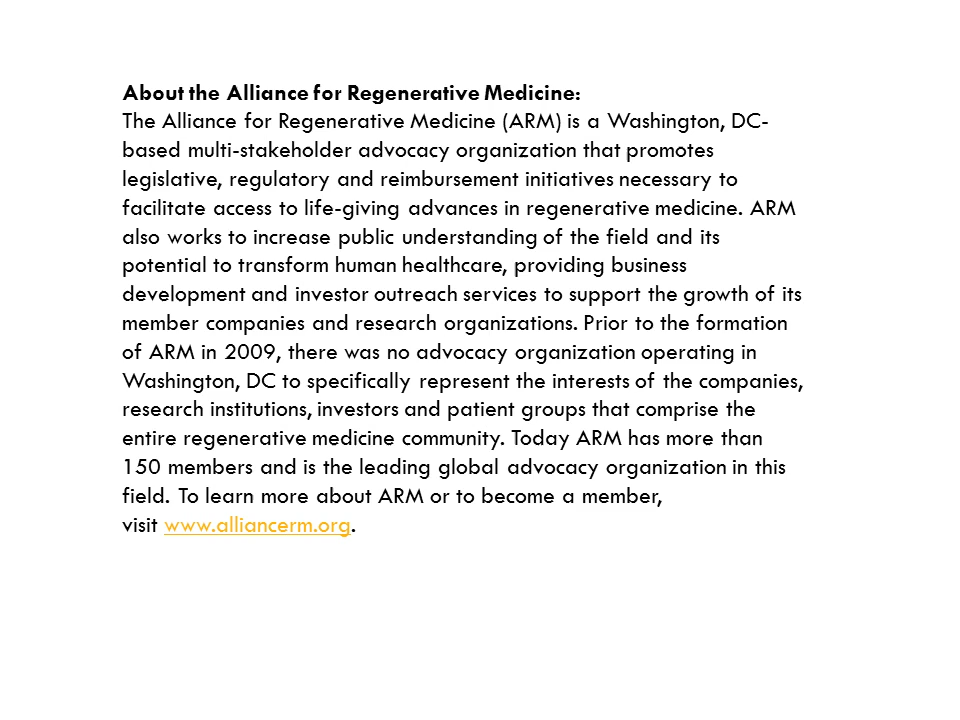 About the Alliance for Regenerative Medicine:
The Alliance for Regenerative Medicine (ARM) is a Washington, DC-
based multi-stakeholder advocacy organization that promotes
legislative, regulatory and reimbursement initiatives necessary to
facilitate access to life-giving advances in regenerative medicine. ARM
also works to increase public understanding of the field and its
potential to transform human healthcare, providing business
development and investor outreach services to support the growth of its
member companies and research organizations. Prior to the formation
of ARM in 2009, there was no advocacy organization operating in
Washington, DC to specifically represent the interests of the companies,
research institutions, investors and patient groups that comprise the
entire regenerative medicine community. Today ARM has more than
150 members and is the leading global advocacy organization in this
field. To learn more about ARM or to become a member,
visit www.alliancerm.org.